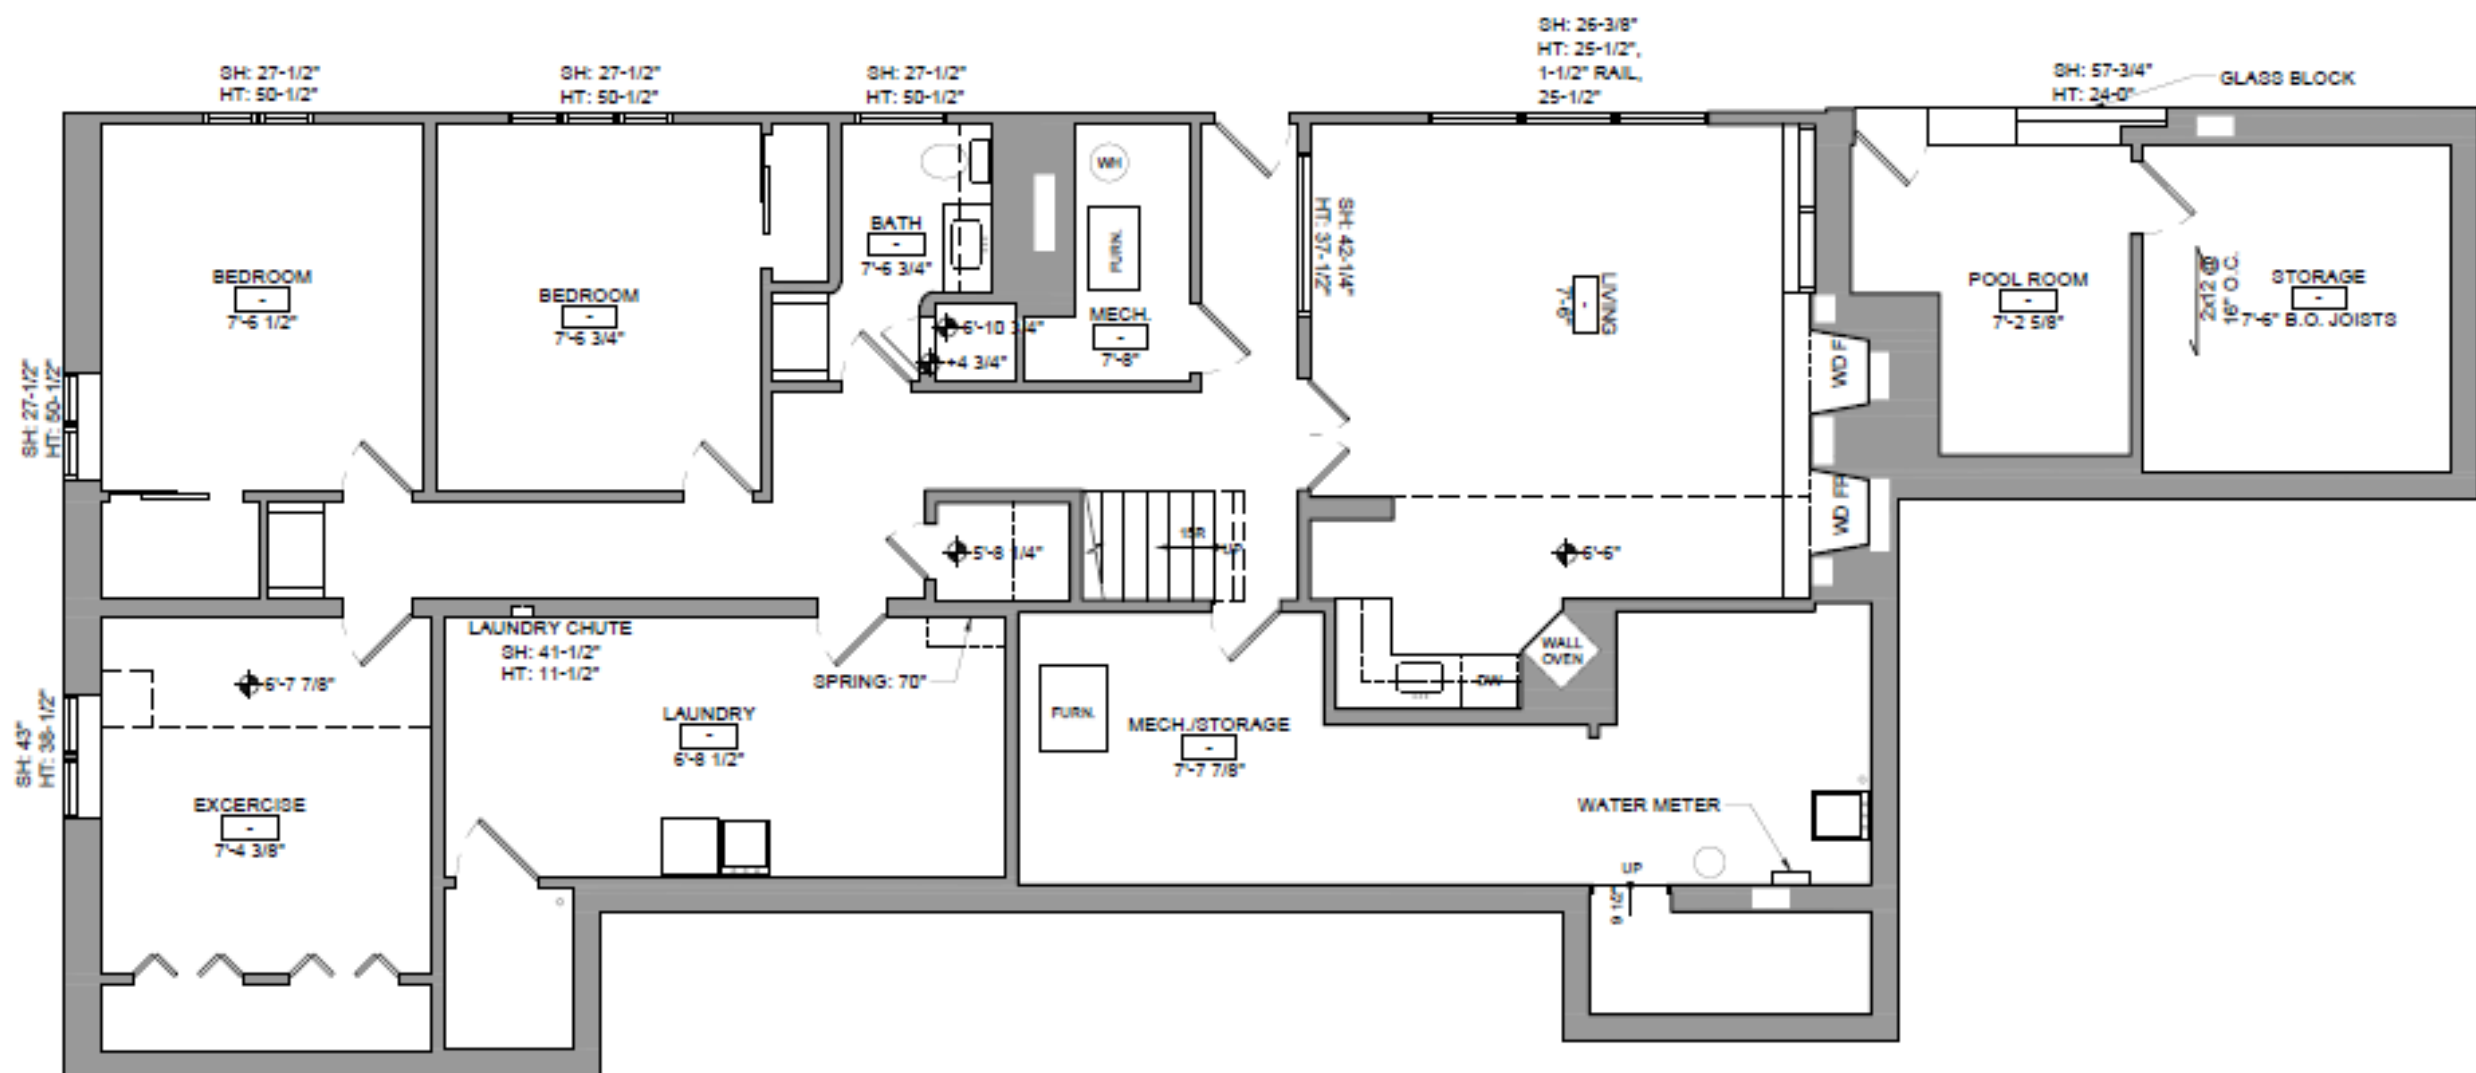 SH: 27-1/2"
HT: 50-1/2"
SH: 27-1/2"
HT: 50-1/2"
SH: 27-1/2"
HT: 50-1/2"
SH: 26-3/8"
HT: 25-1/2",
1-1/2" RAIL,
25-1/2"
SH: 57-3/4"
HT: 24-0"
GLASS BLOCK
BEDROOM
-
7'-6 1/2"
BEDROOM
-
7'-6 3/4"
BATH
-
7'-6 3/4"
WH
FURN.
MECH.
-
7'-8"
6'-10 3/4"
+4 3/4"
SH: 42-1/4"
HT: 37-1/2"
LIVING
-
7'-6"
WD F
WD FP
POOL ROOM
-
7'-2 5/8"
2x12 @
16" O.C.
STORAGE
-
7'-6" B.O. JOISTS
SH: 27-1/2"
HT: 50-1/2"
5'-8 1/4"
15R
UP
6'-6"
LAUNDRY CHUTE
SH: 41-1/2"
HT: 11-1/2"
SPRING: 70"
6'-7 7/8"
SH: 43"
HT: 38-1/2"
EXCERCISE
-
7'-4 3/8"
LAUNDRY
-
6'-8 1/2"
FURN.
MECH./STORAGE
-
7'-7 7/8"
WALL
OVEN
DW
WATER METER
UP
9 1/2"